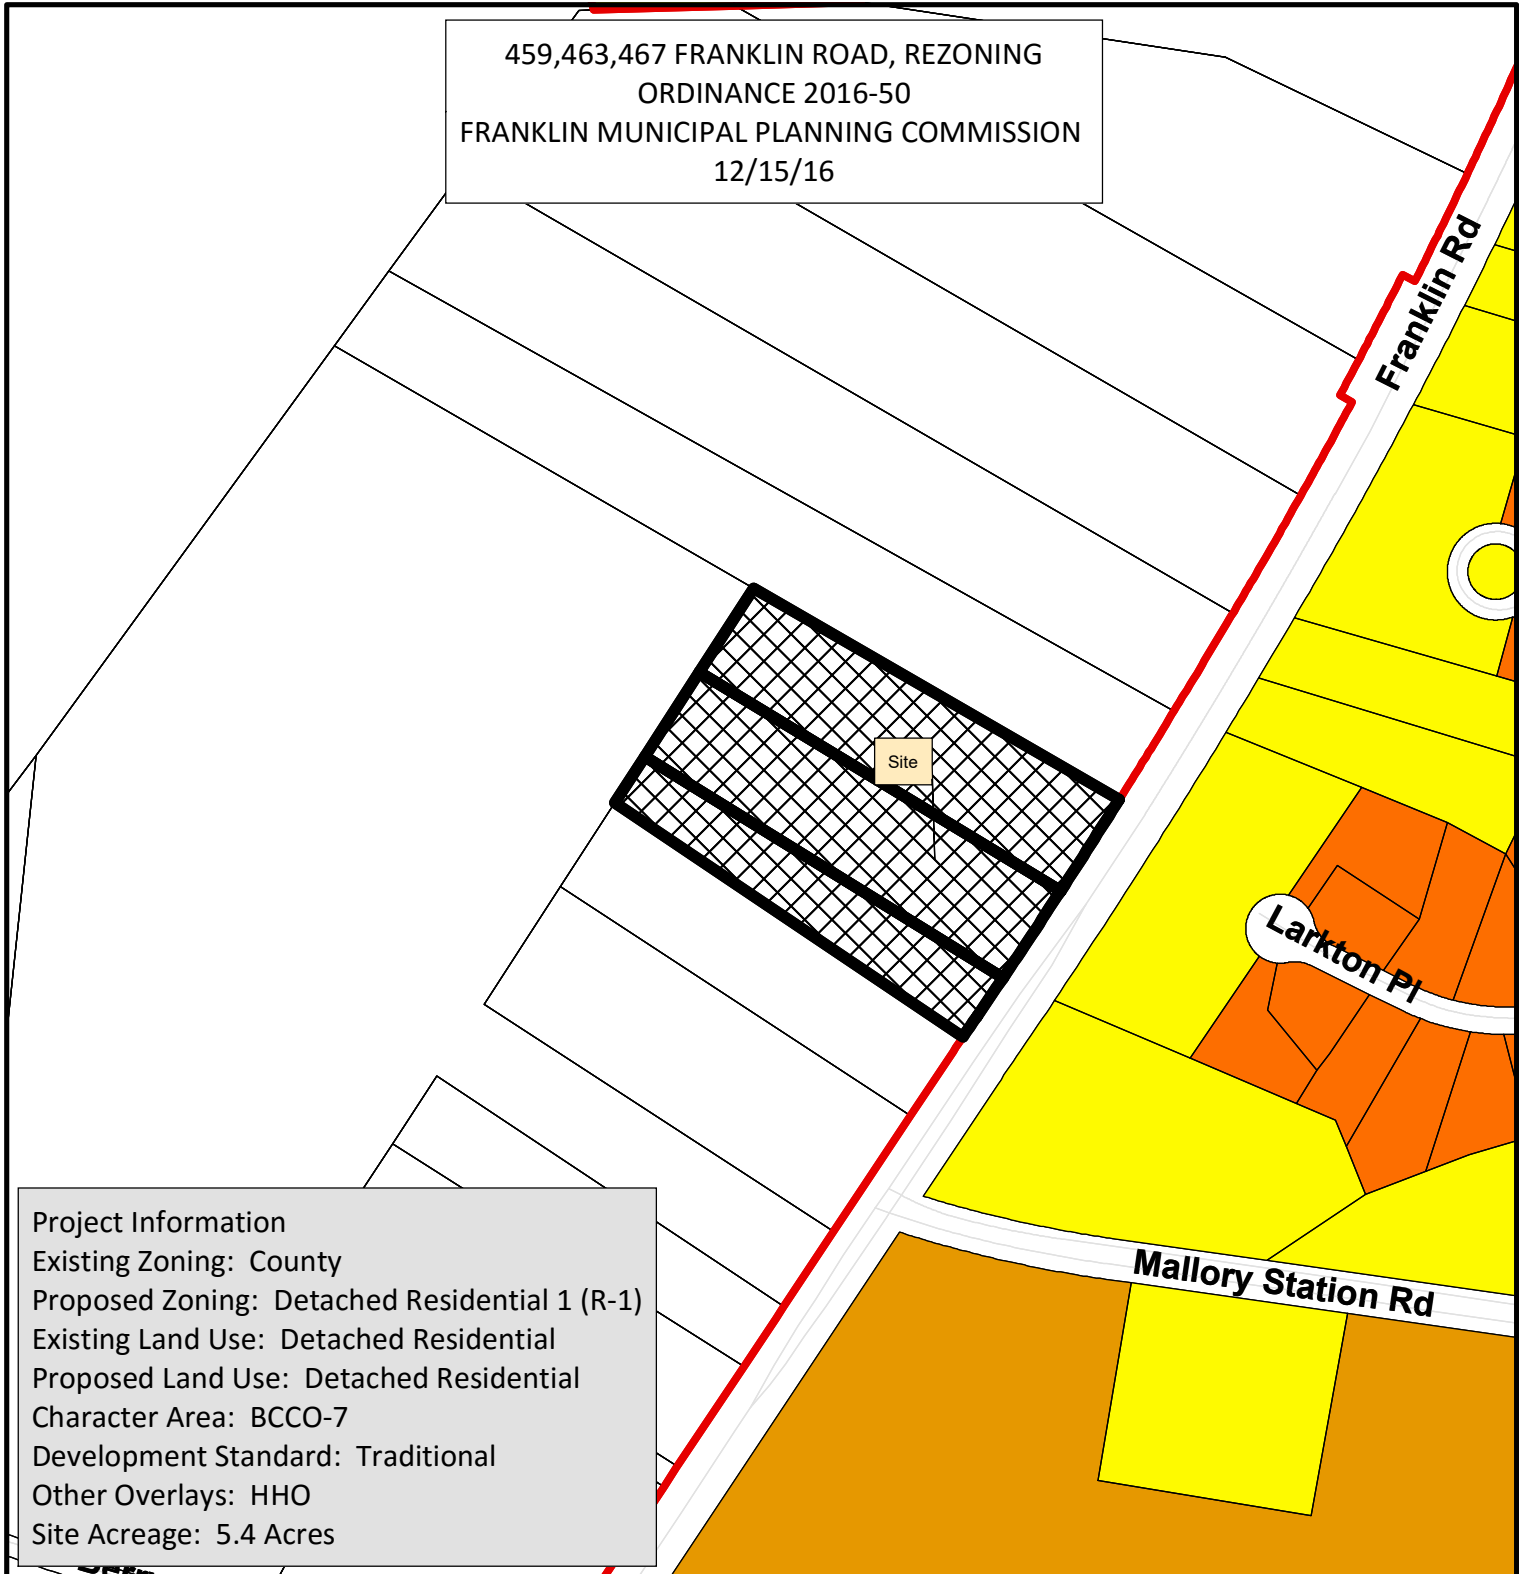 459,463,467 FRANKLIN ROAD, REZONING
ORDINANCE 2016-50
FRANKLIN MUNICIPAL PLANNING COMMISSION
12/15/16
Franklin Rd
Site
Larkton Pl
Mallory Station Rd
Project Information
Existing Zoning: County
Proposed Zoning: Detached Residential 1 (R-1)
Existing Land Use: Detached Residential
Proposed Land Use: Detached Residential
Character Area: BCCO-7
Development Standard: Traditional
Other Overlays: HHO
Site Acreage: 5.4 Acres